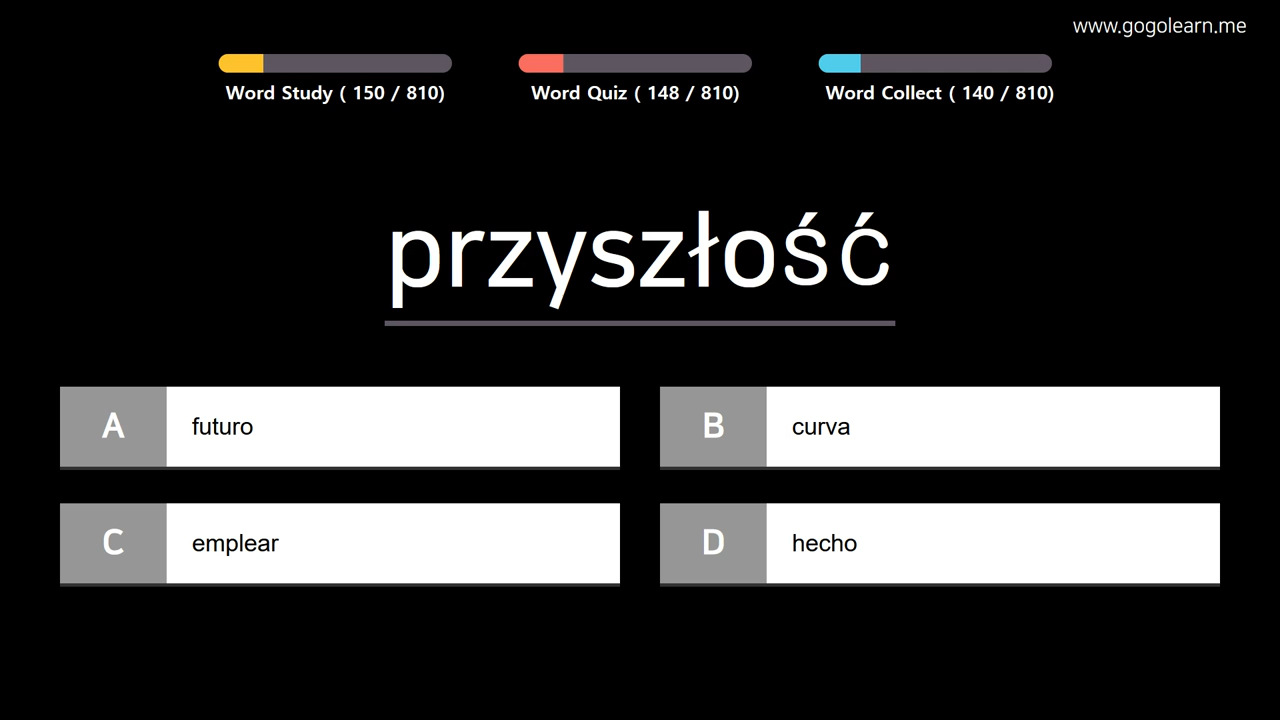 www.gogolearn.me
Word Study ( 150 / 810)
Word Quiz ( 148 / 810)
Word Collect ( 140 / 810)
przyszłość
A futuro
B curva
C emplear
D hecho